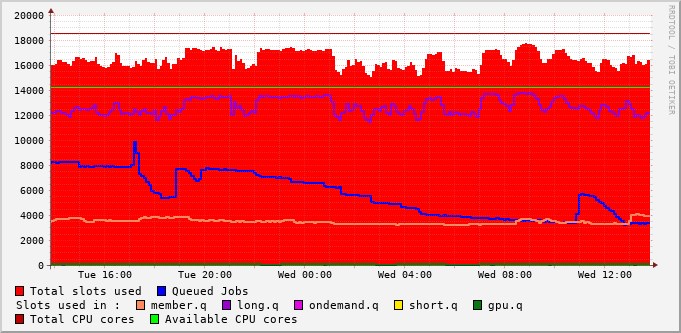 20000
18000
16000
14000
12000
10000
8000
6000
4000
2000
0
Tue 16:00 Tue 20:00 Wed 00:00 Wed 04:00 Wed 08:00 Wed 12:00
RRDTOOL / TOBI OETIKER
Total slots used Queued Jobs
Slots used in : member.q long.q ondemand.q short.q gpu.q
Total CPU cores Available CPU cores